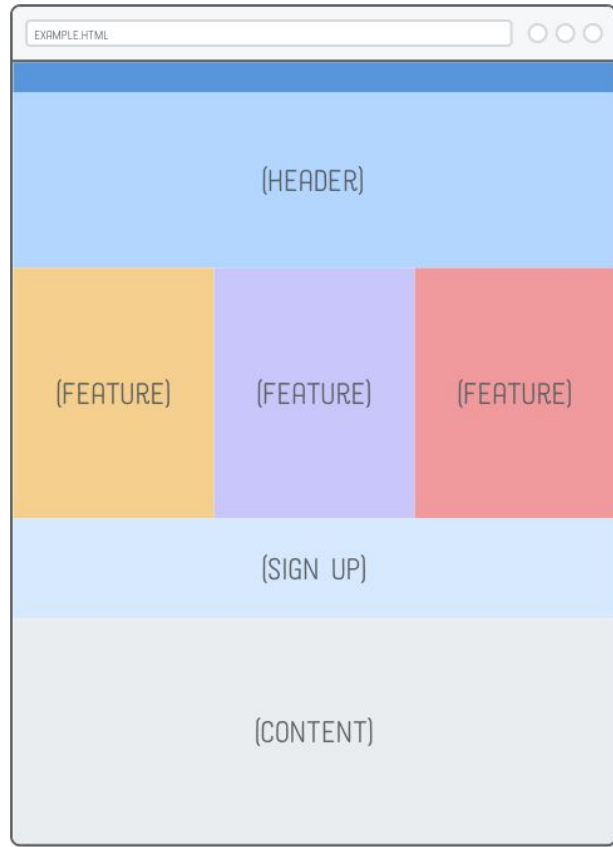 EXAMPLE.HTML
(HEADER)
(FEATURE) (FEATURE) (FEATURE)
(SIGN UP)
(CONTENT)